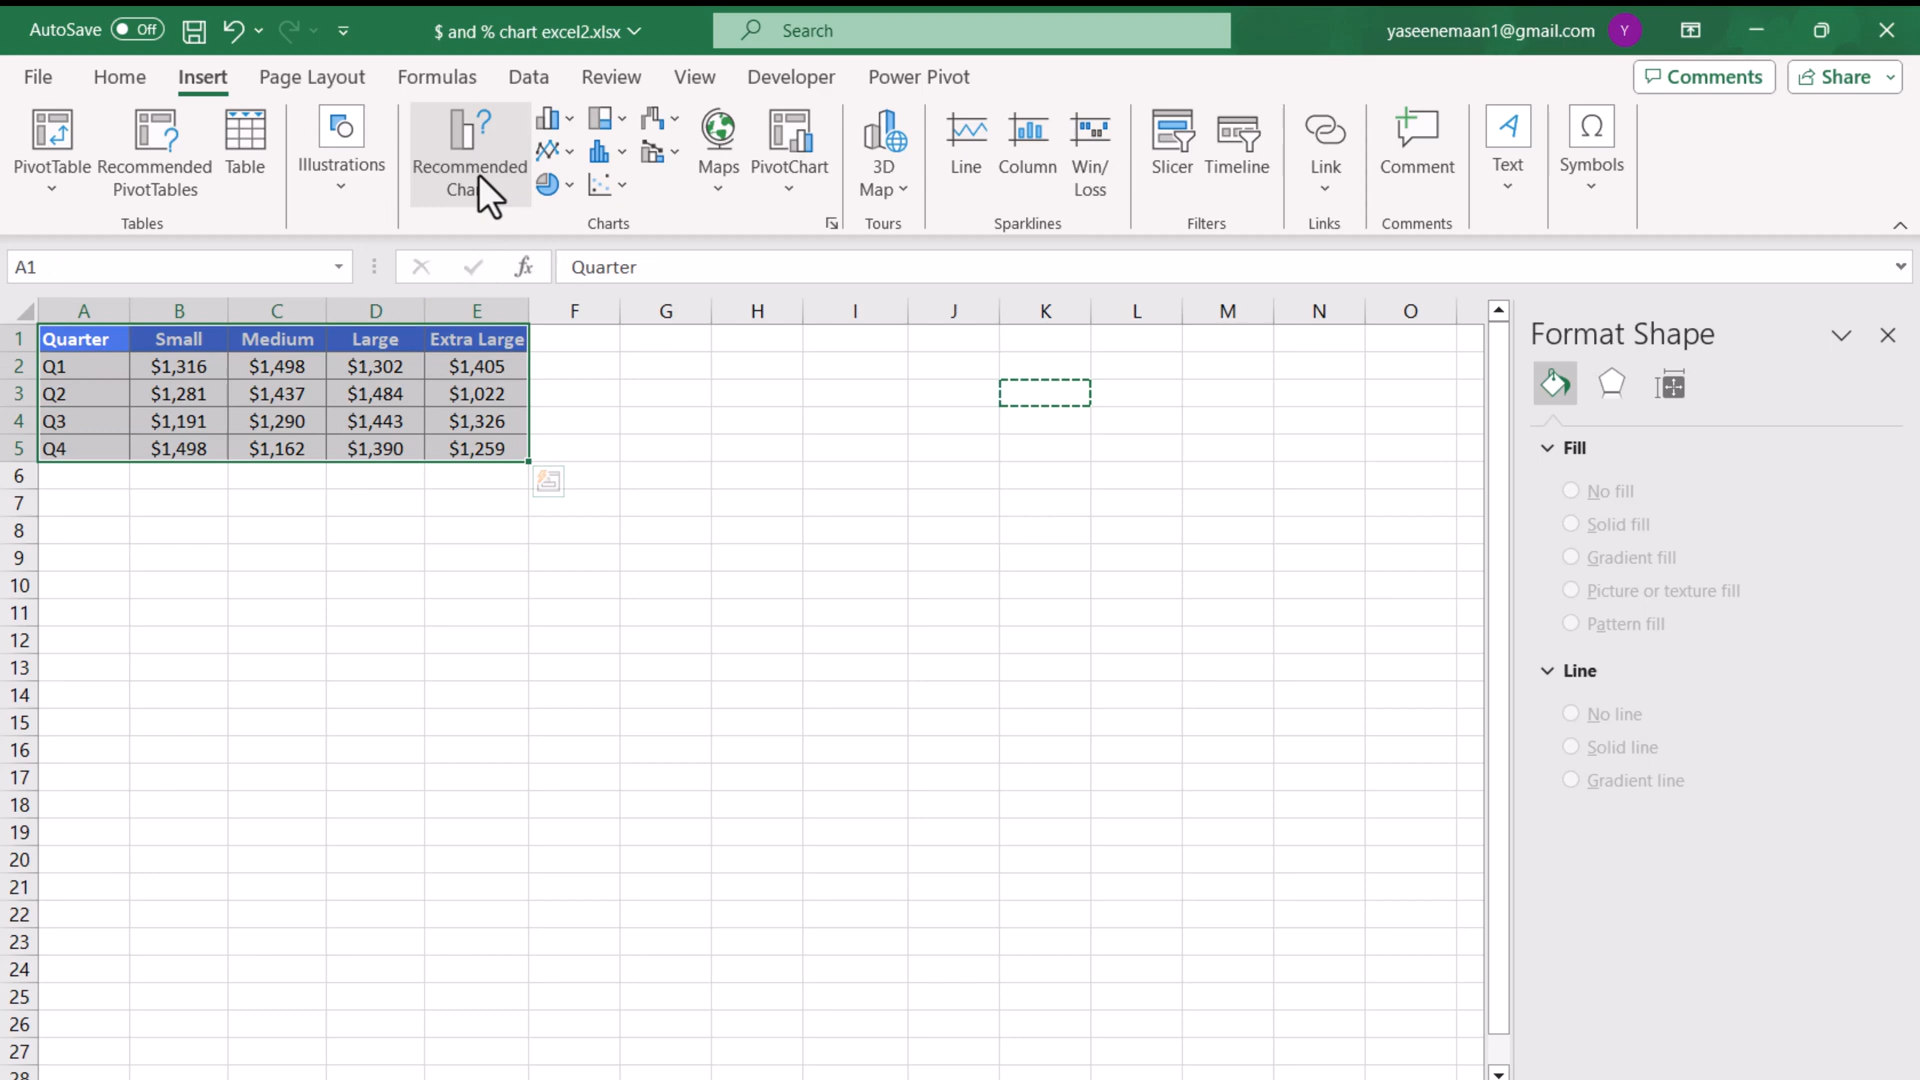 AutoSave Off $ and % chart excel2.xlsx Search yaseenemaan1@gmail.com Y
File Home Insert Page Layout Formulas Data Review View Developer Power Pivot Comments Share
PivotTable Recommended PivotTables Table Illustrations Recommended Maps PivotChart 3D Map Line Column Win/Loss Slicer Timeline Link Comment Text Symbols
Tables Charts Tours Sparklines Filters Links Comments
A1 fx Quarter
A B C D E F G H I J K L M N O
1 Quarter Small Medium Large Extra Large
2 Q1 $1,316 $1,498 $1,302 $1,405
3 Q2 $1,281 $1,437 $1,484 $1,022
4 Q3 $1,191 $1,290 $1,443 $1,326
5 Q4 $1,498 $1,162 $1,390 $1,259
6
7
8
9
10
11
12
13
14
15
16
17
18
19
20
21
22
23
24
25
26
27
28
Format Shape
Fill
No fill
Solid fill
Gradient fill
Picture or texture fill
Pattern fill
Line
No line
Solid line
Gradient line